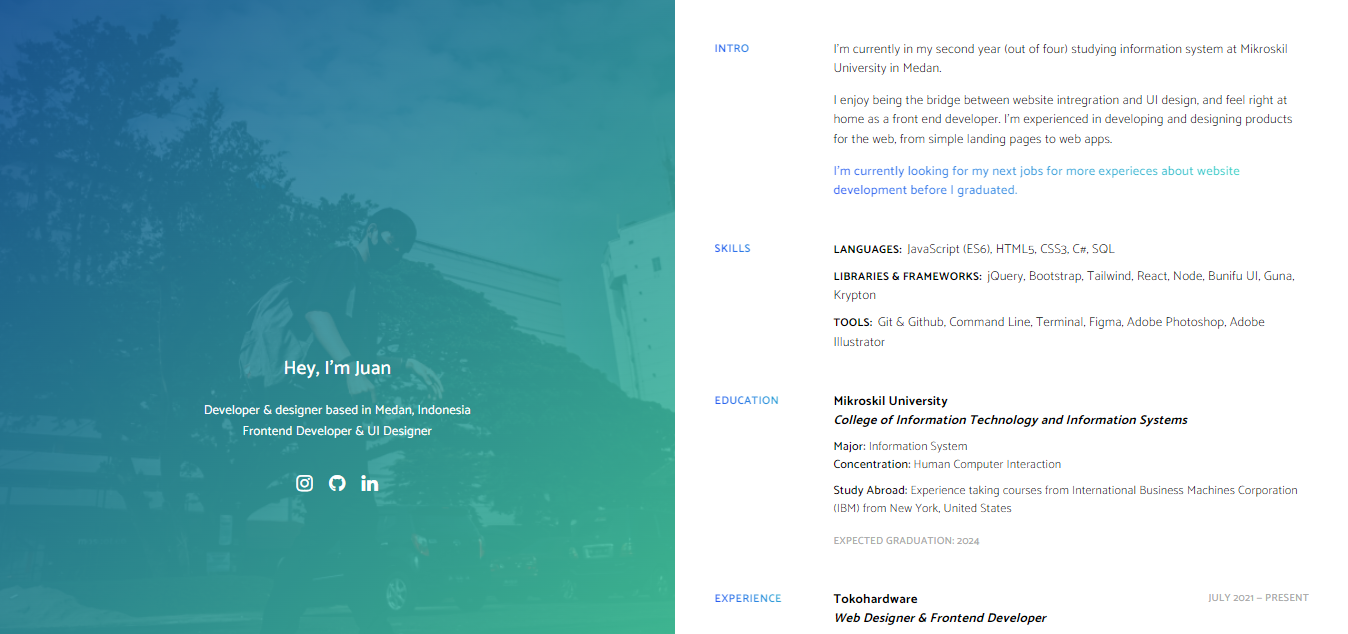 Hey, I'm Juan
Developer & designer based in Medan, Indonesia
Frontend Developer & UI Designer
INTRO
I'm currently in my second year (out of four) studying information system at Mikroskil
University in Medan.
I enjoy being the bridge between website intregration and UI design, and feel right at
home as a front end developer. I'm experienced in developing and designing products
for the web, from simple landing pages to web apps.
I'm currently looking for my next jobs for more experieces about website
development before I graduated.
SKILLS
LANGUAGES: JavaScript (ES6), HTML5, CSS3, C#, SQL
LIBRARIES & FRAMEWORKS: jQuery, Bootstrap, Tailwind, React, Node, Bunifu UI, Guna,
Krypton
TOOLS: Git & Github, Command Line, Terminal, Figma, Adobe Photoshop, Adobe
Illustrator
EDUCATION
Mikroskil University
College of Information Technology and Information Systems
Major: Information System
Concentration: Human Computer Interaction
Study Abroad: Experience taking courses from International Business Machines Corporation
(IBM) from New York, United States
EXPECTED GRADUATION: 2024
EXPERIENCE
Tokohardware
JULY 2021 – PRESENT
Web Designer & Frontend Developer